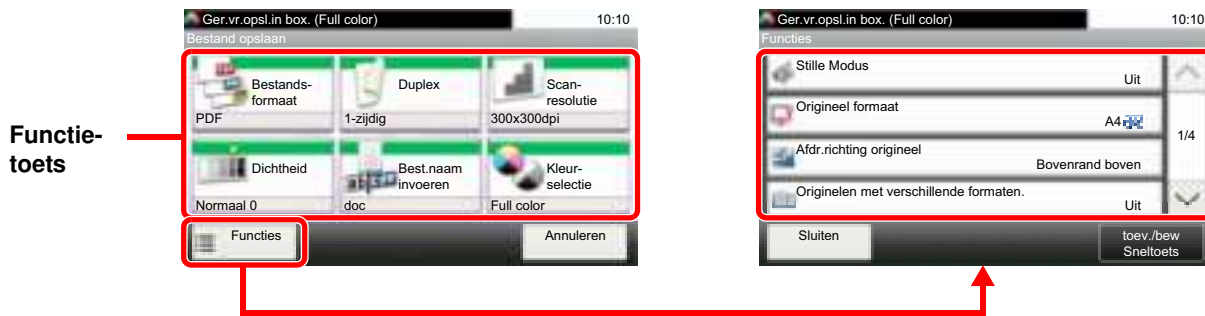 Ger.vr.opsl.in box. (Full color) 10:10
Bestand opslaan
Bestands-
formaat
PDF
Duplex
1-zijdig
Scan-
resolutie
300x300dpi
Functie-
toets
Dichtheid
Normaal 0
Best.naam
invoeren
doc
Kleur-
selectie
Full color
Functies
Annuleren
Ger.vr.opsl.in box. (Full color) 10:10
Functies
Stille Modus
Uit
Origineel formaat
A4
Afdr.richting origineel
Bovenrand boven
Originelen met verschillende formaten.
Uit
1/4
Sluiten
toev./bew
Sneltoets